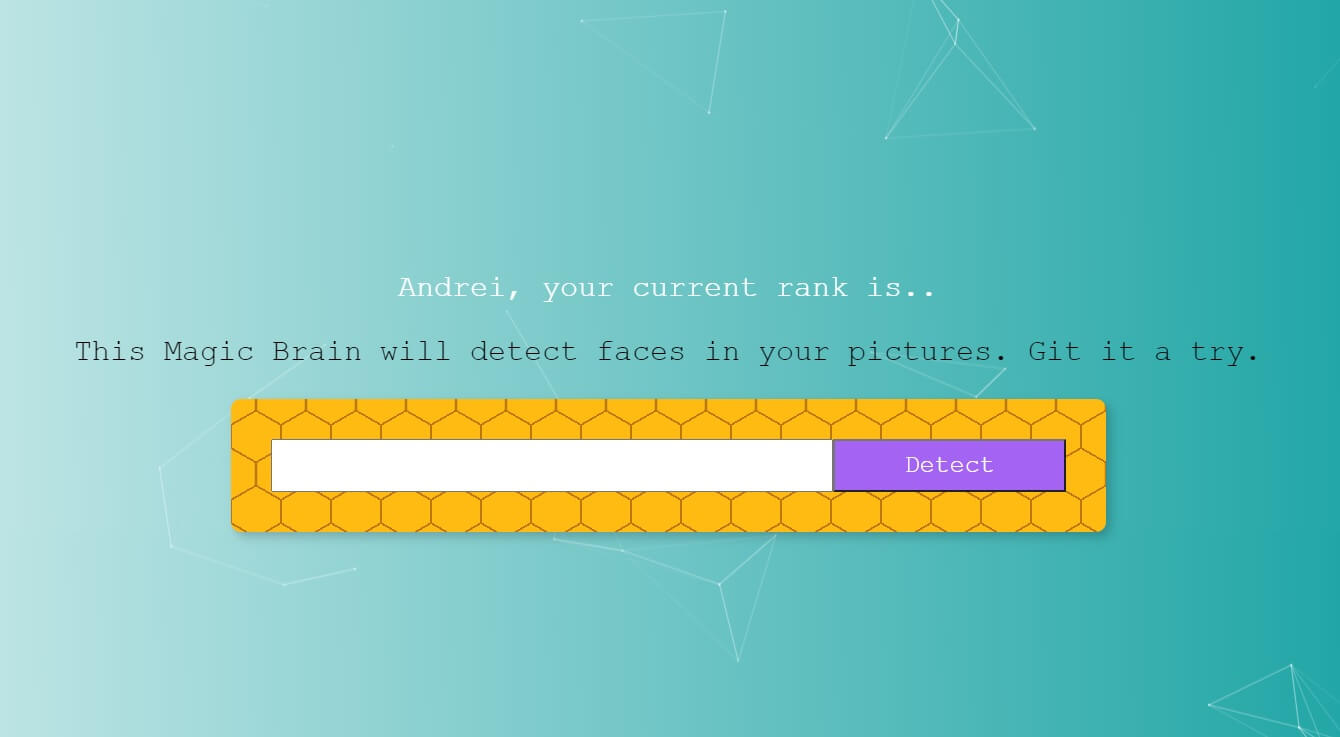 Andrei, your current rank is..
This Magic Brain will detect faces in your pictures. Git it a try.
Detect